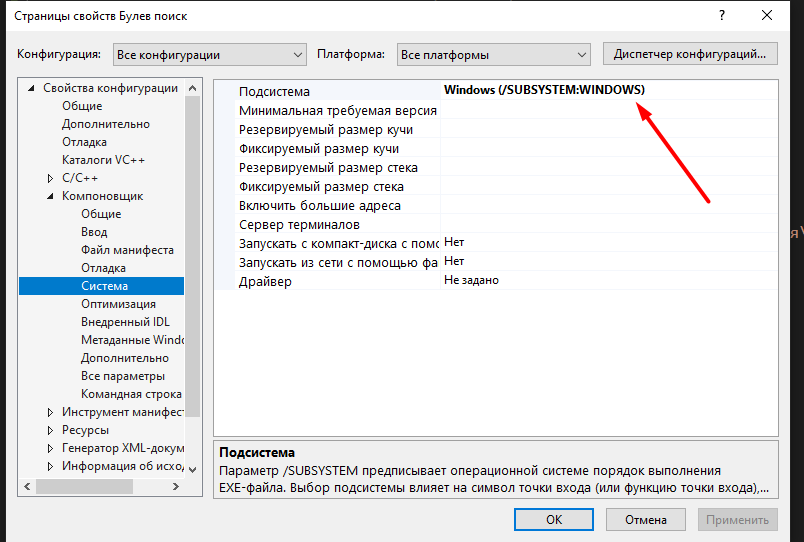 Страницы свойств Булев поиск
Конфигурация: Все конфигурации Платформа: Все платформы Диспетчер конфигураций...
Свойства конфигурации
Общие
Дополнительно
Отладка
Каталоги VC++
C/C++
Компоновщик
Общие
Ввод
Файл манифеста
Отладка
Система
Оптимизация
Внедренный IDL
Метаданные Windo
Дополнительно
Все параметры
Командная строка
Инструмент манифест
Ресурсы
Генератор XML-докум
Информация об исход
Подсистема Windows (/SUBSYSTEM:WINDOWS)
Минимальная требуемая версия
Резервируемый размер кучи
Фиксируемый размер кучи
Резервируемый размер стека
Фиксируемый размер стека
Включить большие адреса
Сервер терминалов
Запускать с компакт-диска с помо Нет
Запускать из сети с помощью фа Нет
Драйвер Не задано
Подсистема
Параметр /SUBSYSTEM предписывает операционной системе порядок выполнения
EXE-файла. Выбор подсистемы влияет на символ точки входа (или функцию точки входа),...
ОК Отмена Применить
я\